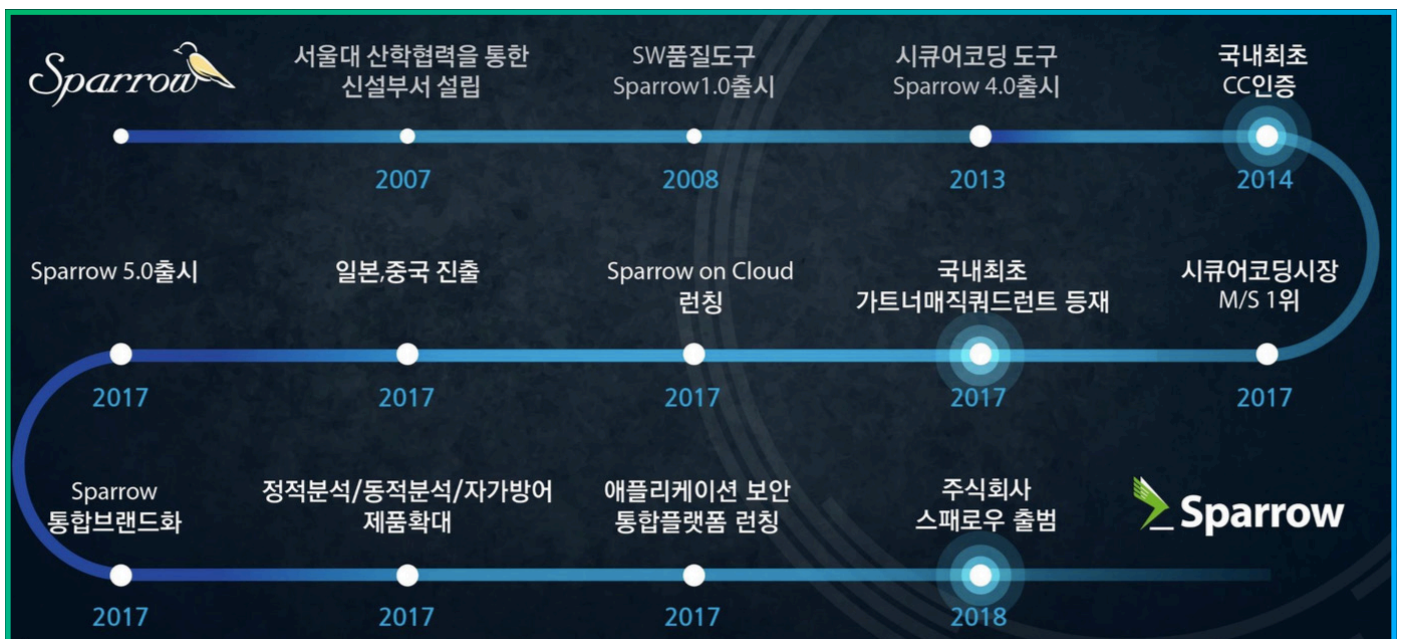 Sparrow
서울대 산학협력을 통한
신설부서 설립
2007
SW품질도구
Sparrow1.0출시
2008
시큐어코딩 도구
Sparrow 4.0출시
2013
국내최초
CC인증
2014
시큐어코딩시장
M/S 1위
2017
국내최초
가트너매직쿼드런트 등재
2017
Sparrow on Cloud
런칭
2017
일본,중국 진출
2017
Sparrow 5.0출시
2017
Sparrow
통합브랜드화
2017
정적분석/동적분석/자가방어
제품확대
2017
애플리케이션 보안
통합플랫폼 런칭
2017
주식회사
스패로우 출범
2018
Sparrow